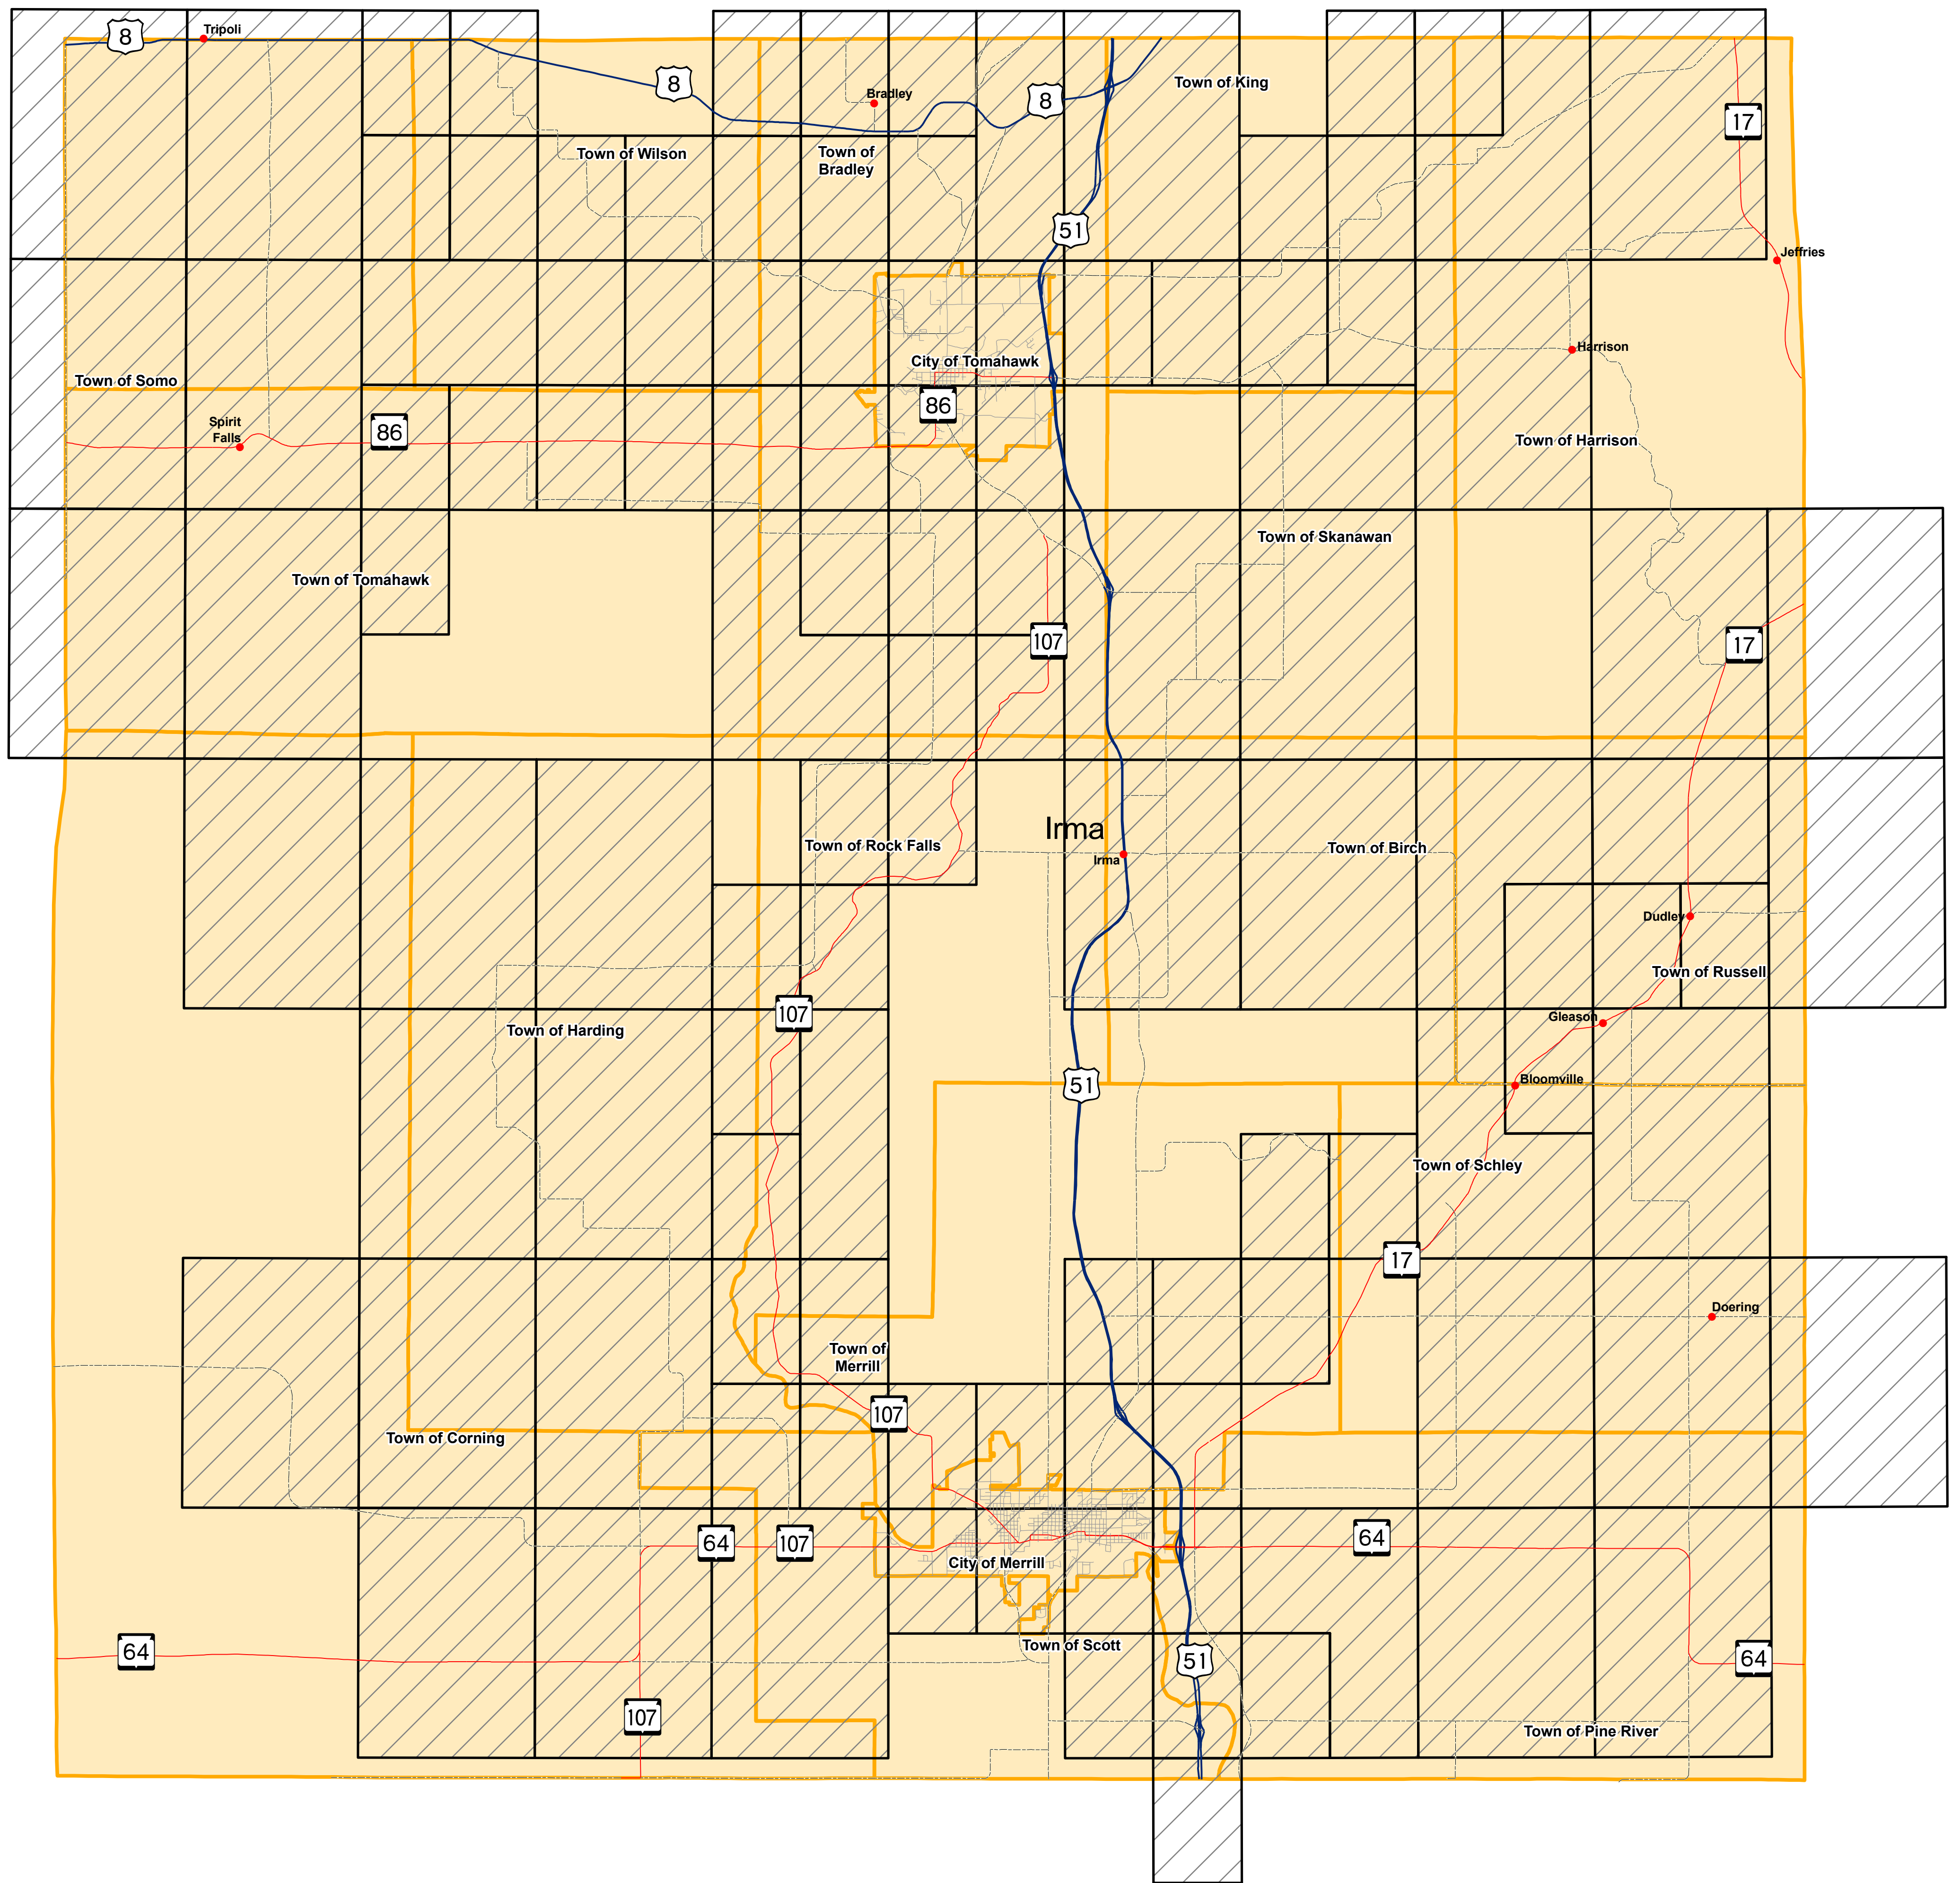 8
Tripoli
8
Bradley
8
Town of King
17
Town of Wilson
Town of
Bradley
51
Jeffries
Harrison
City of Tomahawk
Town of Somo
86
Spirit
Falls
86
Town of Harrison
Town of Skanawan
Town of Tomahawk
107
17
Irma
Town of Rock Falls
Town of Birch
Irma
Dudley
Town of Russell
107
Gleason
Town of Harding
51
Bloomville
Town of Schley
17
Doering
Town of
Merrill
107
Town of Corning
64
107
64
City of Merrill
Town of Scott
64
51
64
107
Town of Pine River